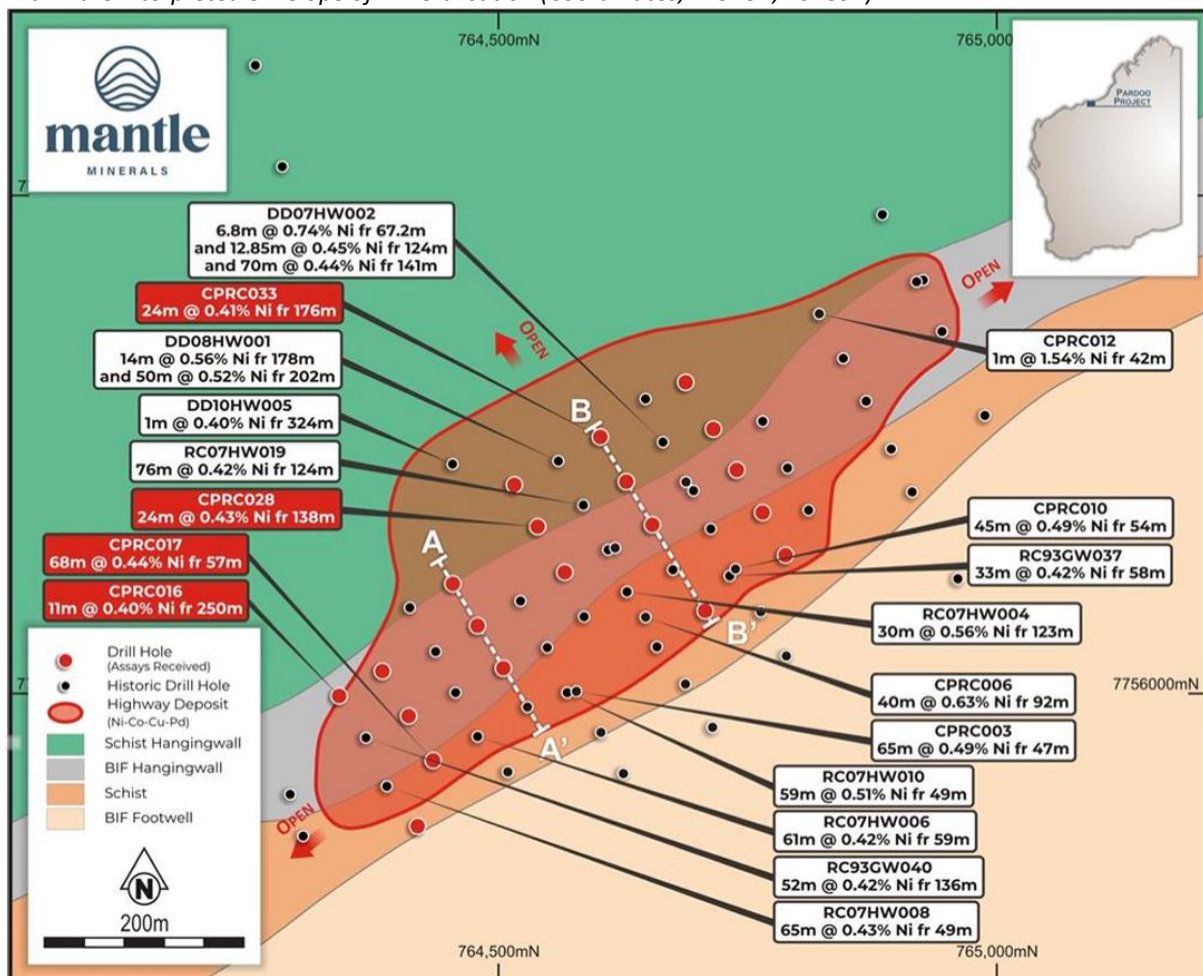 764,500mN
765,000mN
mantle
MINERALS
PARDOO
PROJECT
DD07HW002
6.8m @ 0.74% Ni fr 67.2m
and 12.85m @ 0.45% Ni fr 124m
and 70m @ 0.44% Ni fr 141m
CPRC033
24m @ 0.41% Ni fr 176m
DD08HW001
14m @ 0.56% Ni fr 178m
and 50m @ 0.52% Ni fr 202m
DD10HW005
1m @ 0.40% Ni fr 324m
RC07HW019
76m @ 0.42% Ni fr 124m
CPRC028
24m @ 0.43% Ni fr 138m
CPRC017
68m @ 0.44% Ni fr 57m
CPRC016
11m @ 0.40% Ni fr 250m
OPEN
OPEN
OPEN
CPRC012
1m @ 1.54% Ni fr 42m
B
A
B'
A'
CPRC010
45m @ 0.49% Ni fr 54m
RC93GW037
33m @ 0.42% Ni fr 58m
RC07HW004
30m @ 0.56% Ni fr 123m
CPRC006
40m @ 0.63% Ni fr 92m
7756000mN
CPRC003
65m @ 0.49% Ni fr 47m
RC07HW010
59m @ 0.51% Ni fr 49m
RC07HW006
61m @ 0.42% Ni fr 59m
RC93GW040
52m @ 0.42% Ni fr 136m
RC07HW008
65m @ 0.43% Ni fr 49m
Drill Hole
(Assays Received)
Historic Drill Hole
Highway Deposit
(Ni-Co-Cu-Pd)
Schist Hangingwall
BIF Hangingwall
Schist
BIF Footwell
N
200m
764,500mN
765,000mN